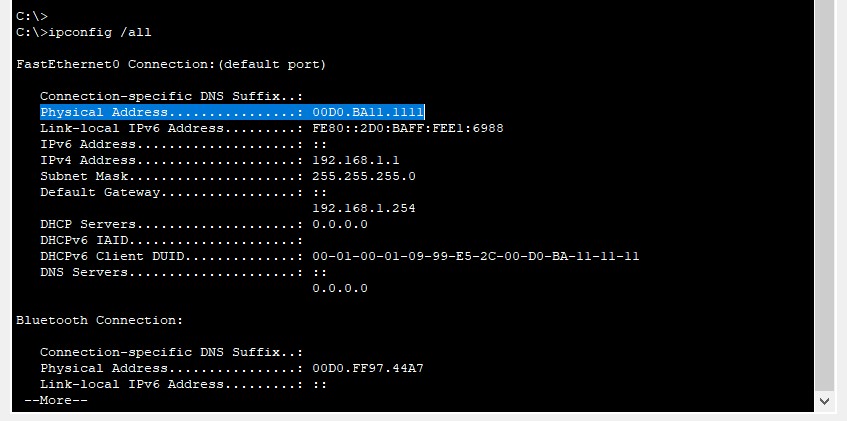 C:\>
C:\>ipconfig /all
FastEthernet0 Connection:(default port)
Connection-specific DNS Suffix..:
Physical Address................: 00D0.BA11.1111
Link-local IPv6 Address.........: FE80::2D0:BAFF:FEE1:6988
IPv6 Address....................: ::
IPv4 Address....................: 192.168.1.1
Subnet Mask.....................: 255.255.255.0
Default Gateway.................: ::
192.168.1.254
DHCP Servers....................: 0.0.0.0
DHCPv6 IAID.....................:
DHCPv6 Client DUID..............: 00-01-00-01-09-99-E5-2C-00-D0-BA-11-11-11
DNS Servers.....................: ::
0.0.0.0
Bluetooth Connection:
Connection-specific DNS Suffix..:
Physical Address................: 00D0.FF97.44A7
Link-local IPv6 Address.........: ::
--More--